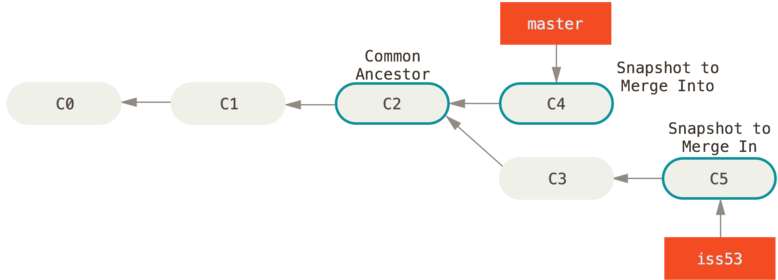 master
Common
Ancestor
Snapshot to
Merge Into
C0
C1
C2
C4
Snapshot to
Merge In
C3
C5
iss53